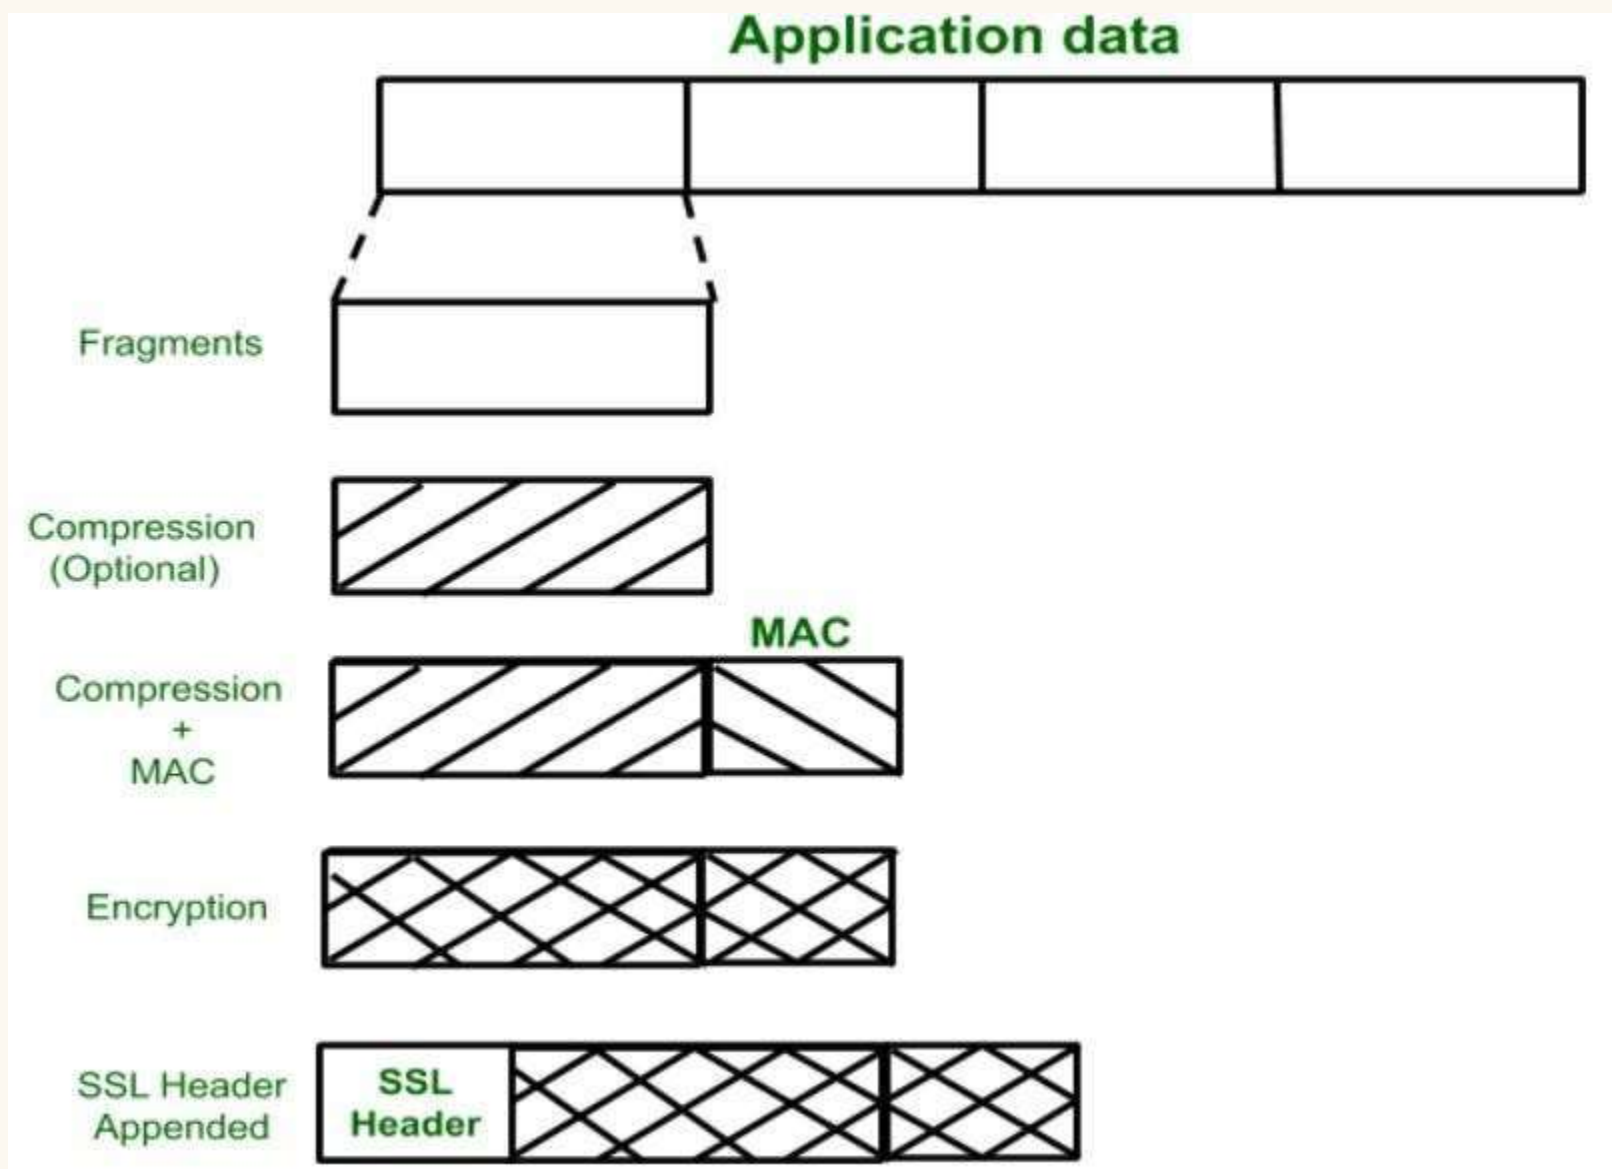 Application data
Fragments
Compression
(Optional)
MAC
Compression
+
MAC
Encryption
SSL Header
Appended
SSL
Header